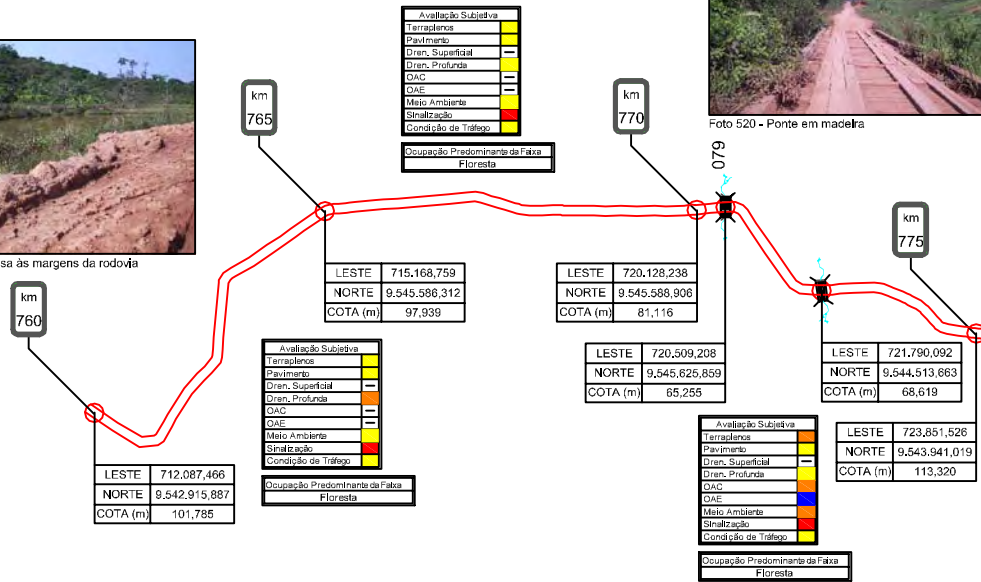 Avaliação Subjetiva
Terraplenos
Pavimento
Dren. Superficial —
Dren. Profunda
OAC —
OAE —
Meio Ambiente
Sinalização
Condição de Tráfego
Ocupação Predominante da Faixa
Floresta
Foto 520 - Ponte em madeira
sa às margens da rodovia
km
760
km
765
km
770
079
km
775
LESTE 715.168,759
NORTE 9.545.586,312
COTA (m) 97,939
LESTE 720.128,238
NORTE 9.545.588,906
COTA (m) 81,116
LESTE 720.509,208
NORTE 9.545.625,859
COTA (m) 65,255
LESTE 721.790,092
NORTE 9.544.513,663
COTA (m) 68,619
LESTE 723.851,526
NORTE 9.543.941,019
COTA (m) 113,320
LESTE 712.087,466
NORTE 9.542.915,887
COTA (m) 101,785
Avaliação Subjetiva
Terraplenos
Pavimento
Dren. Superficial —
Dren. Profunda
OAC —
OAE —
Meio Ambiente
Sinalização
Condição de Tráfego
Ocupação Predominante da Faixa
Floresta
Avaliação Subjetiva
Terraplenos
Pavimento
Dren. Superficial —
Dren. Profunda
OAC
OAE
Meio Ambiente
Sinalização
Condição de Tráfego
Ocupação Predominante da Faixa
Floresta